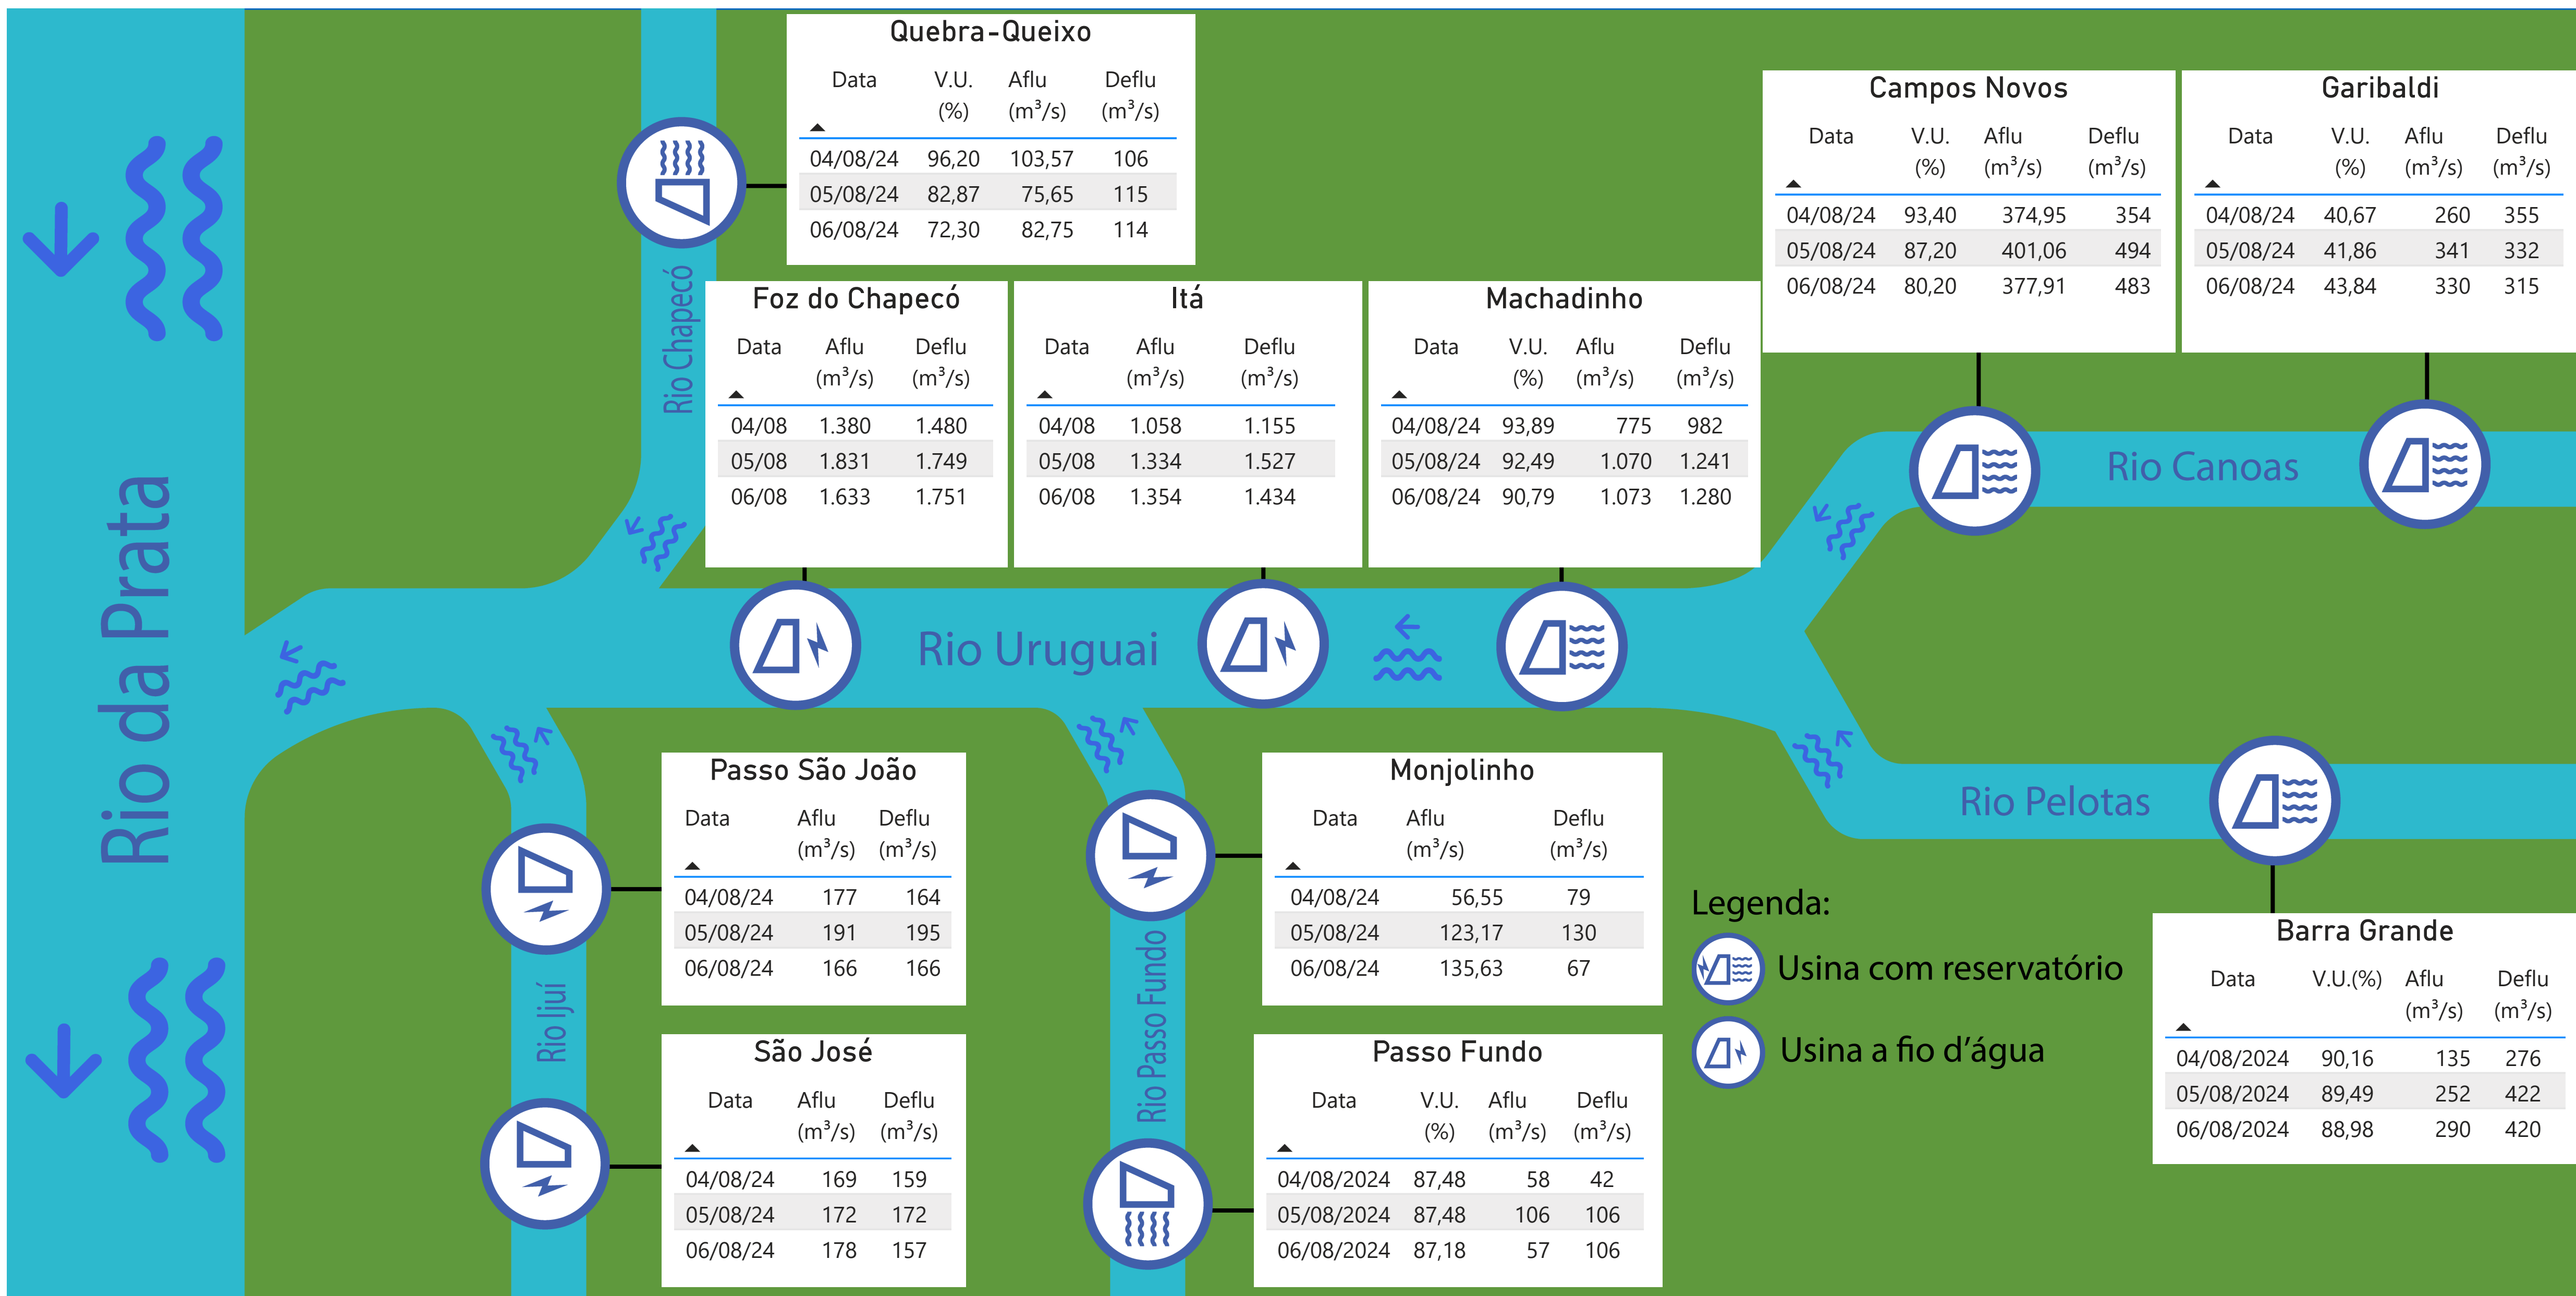 Rio da Prata
Quebra-Queixo
Data V.U. (%) Aflu (m³/s) Deflu (m³/s)
04/08/24 96,20 103,57 106
05/08/24 82,87 75,65 115
06/08/24 72,30 82,75 114
Rio Chapecó
Foz do Chapecó
Data Aflu (m³/s) Deflu (m³/s)
04/08 1.380 1.480
05/08 1.831 1.749
06/08 1.633 1.751
Itá
Data Aflu (m³/s) Deflu (m³/s)
04/08 1.058 1.155
05/08 1.334 1.527
06/08 1.354 1.434
Machadinho
Data V.U. (%) Aflu (m³/s) Deflu (m³/s)
04/08/24 93,89 775 982
05/08/24 92,49 1.070 1.241
06/08/24 90,79 1.073 1.280
Campos Novos
Data V.U. (%) Aflu (m³/s) Deflu (m³/s)
04/08/24 93,40 374,95 354
05/08/24 87,20 401,06 494
06/08/24 80,20 377,91 483
Garibaldi
Data V.U. (%) Aflu (m³/s) Deflu (m³/s)
04/08/24 40,67 260 355
05/08/24 41,86 341 332
06/08/24 43,84 330 315
Rio Canoas
Rio Uruguai
Rio Pelotas
Passo São João
Data Aflu (m³/s) Deflu (m³/s)
04/08/24 177 164
05/08/24 191 195
06/08/24 166 166
Rio Ijuí
São José
Data Aflu (m³/s) Deflu (m³/s)
04/08/24 169 159
05/08/24 172 172
06/08/24 178 157
Monjolinho
Data Aflu (m³/s) Deflu (m³/s)
04/08/24 56,55 79
05/08/24 123,17 130
06/08/24 135,63 67
Rio Passo Fundo
Passo Fundo
Data V.U. (%) Aflu (m³/s) Deflu (m³/s)
04/08/2024 87,48 58 42
05/08/2024 87,48 106 106
06/08/2024 87,18 57 106
Legenda:
Usina com reservatório
Usina a fio d'água
Barra Grande
Data V.U.(%) Aflu (m³/s) Deflu (m³/s)
04/08/2024 90,16 135 276
05/08/2024 89,49 252 422
06/08/2024 88,98 290 420